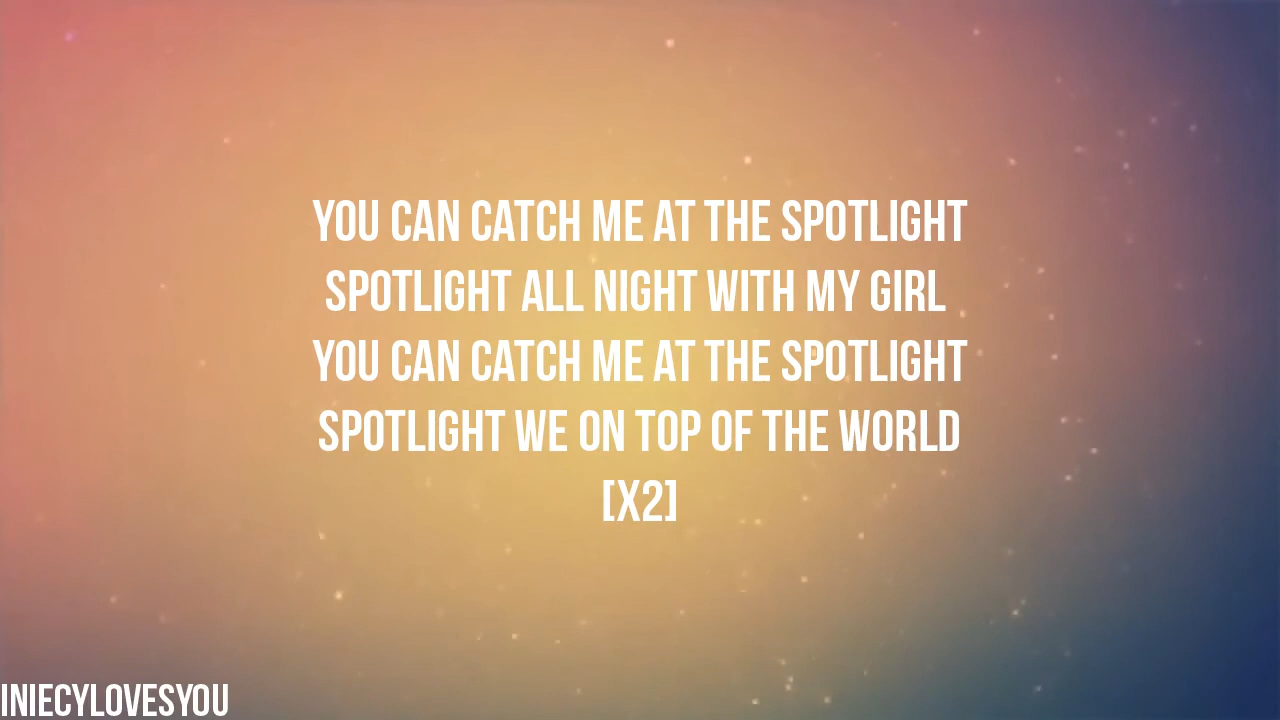 YOU CAN CATCH ME AT THE SPOTLIGHT
SPOTLIGHT ALL NIGHT WITH MY GIRL
YOU CAN CATCH ME AT THE SPOTLIGHT
SPOTLIGHT WE ON TOP OF THE WORLD
[X2]
INIECYLOVESYOU